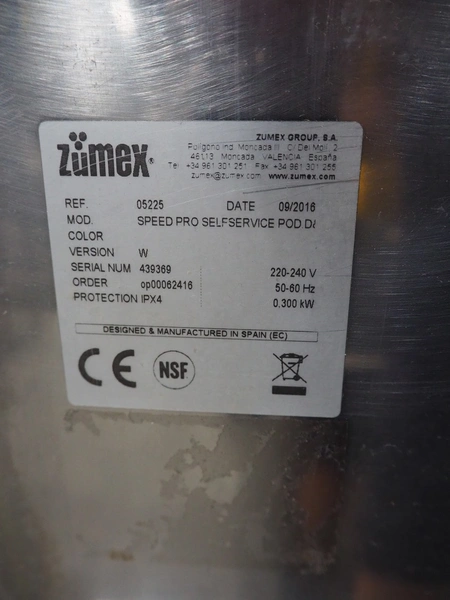 zümex®
ZUMEX GROUP, S.A.
Polígono Ind. Moncada III C/ Del Molí, 2
46113 Moncada VALENCIA España
Tel +34 961 301 251 Fax +34 961 301 255
zumex@zumex.com www.zumex.com
REF. 05225 DATE 09/2016
MOD. SPEED PRO SELFSERVICE POD D&
COLOR
VERSION W
SERIAL NUM 439369 220-240 V
ORDER op00062416 50-60 Hz
PROTECTION IPX4 0,300 kW
DESIGNED & MANUFACTURED IN SPAIN (EC)
CE NSF